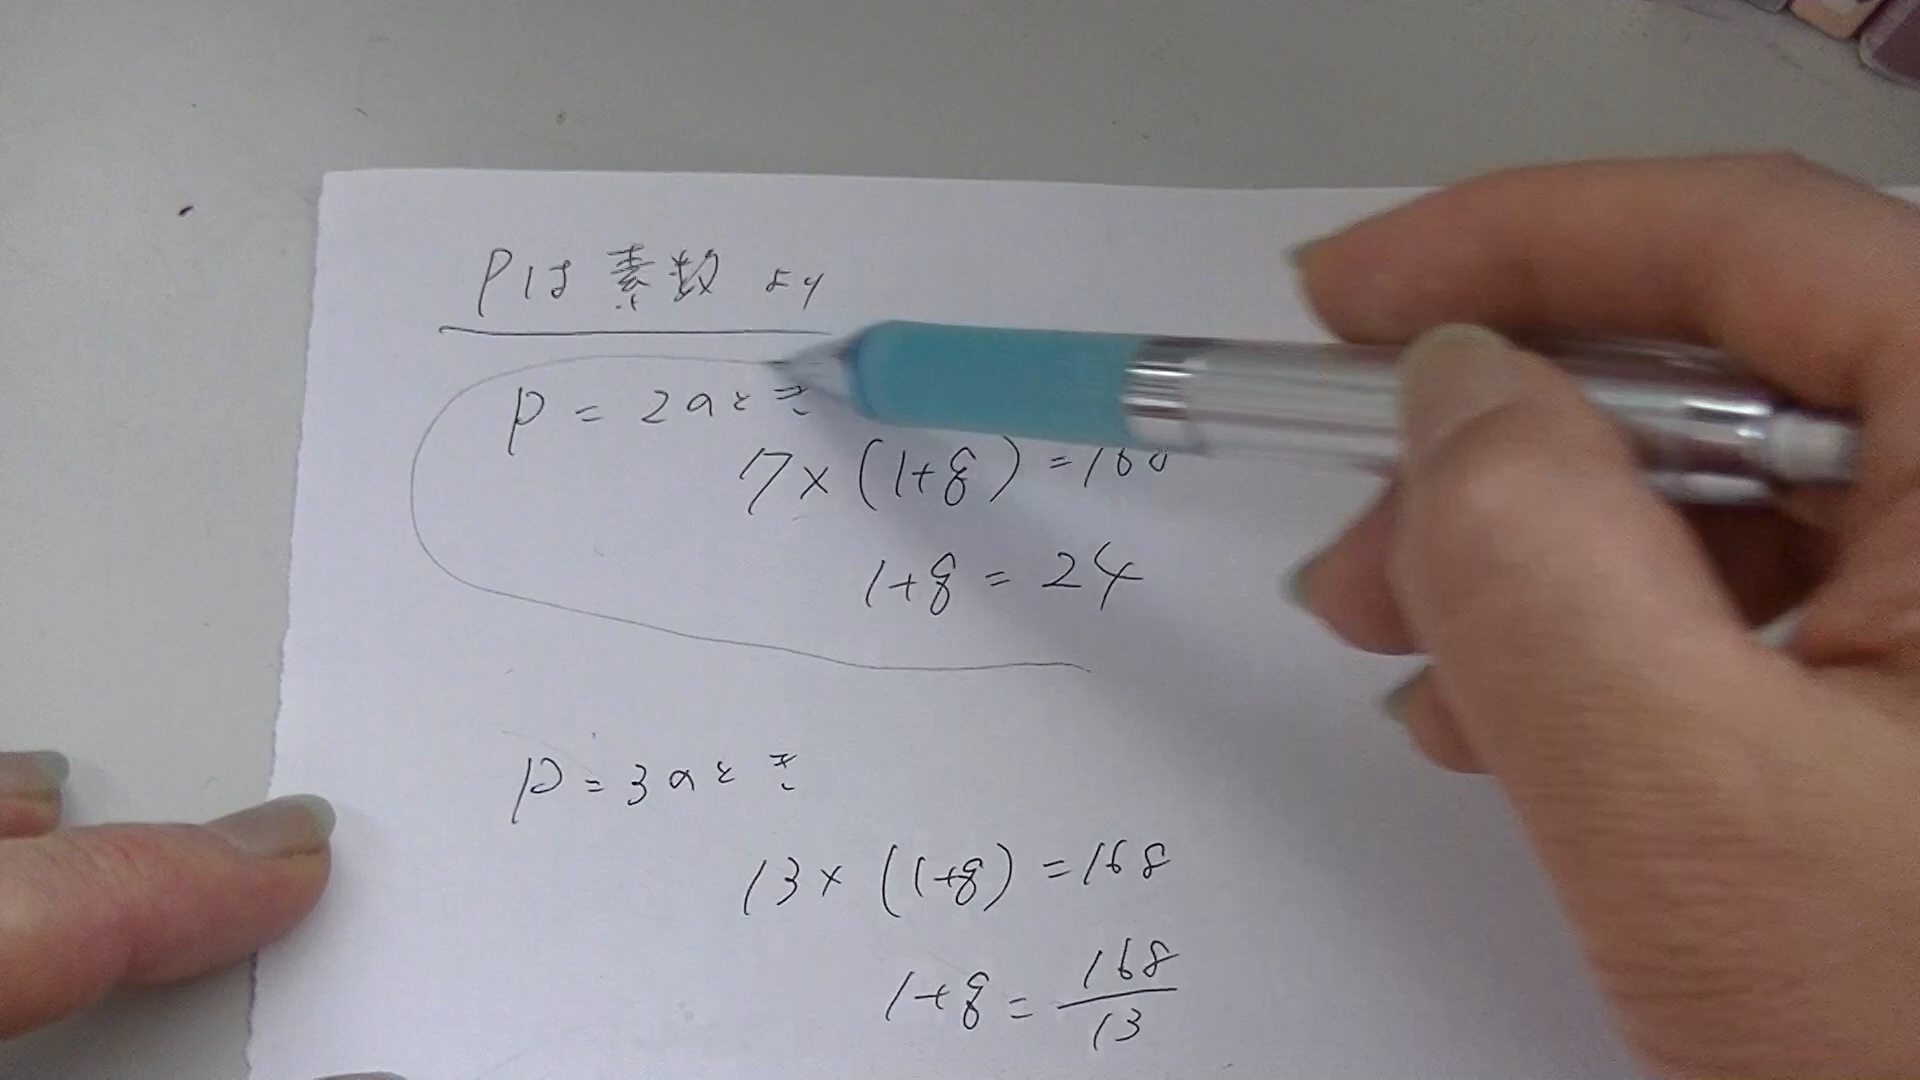 Pは素数より
P = 2のとき
7×(1+q) = 168
1+q = 24
P = 3のとき
13×(1+q) = 168
1+q = 168/13